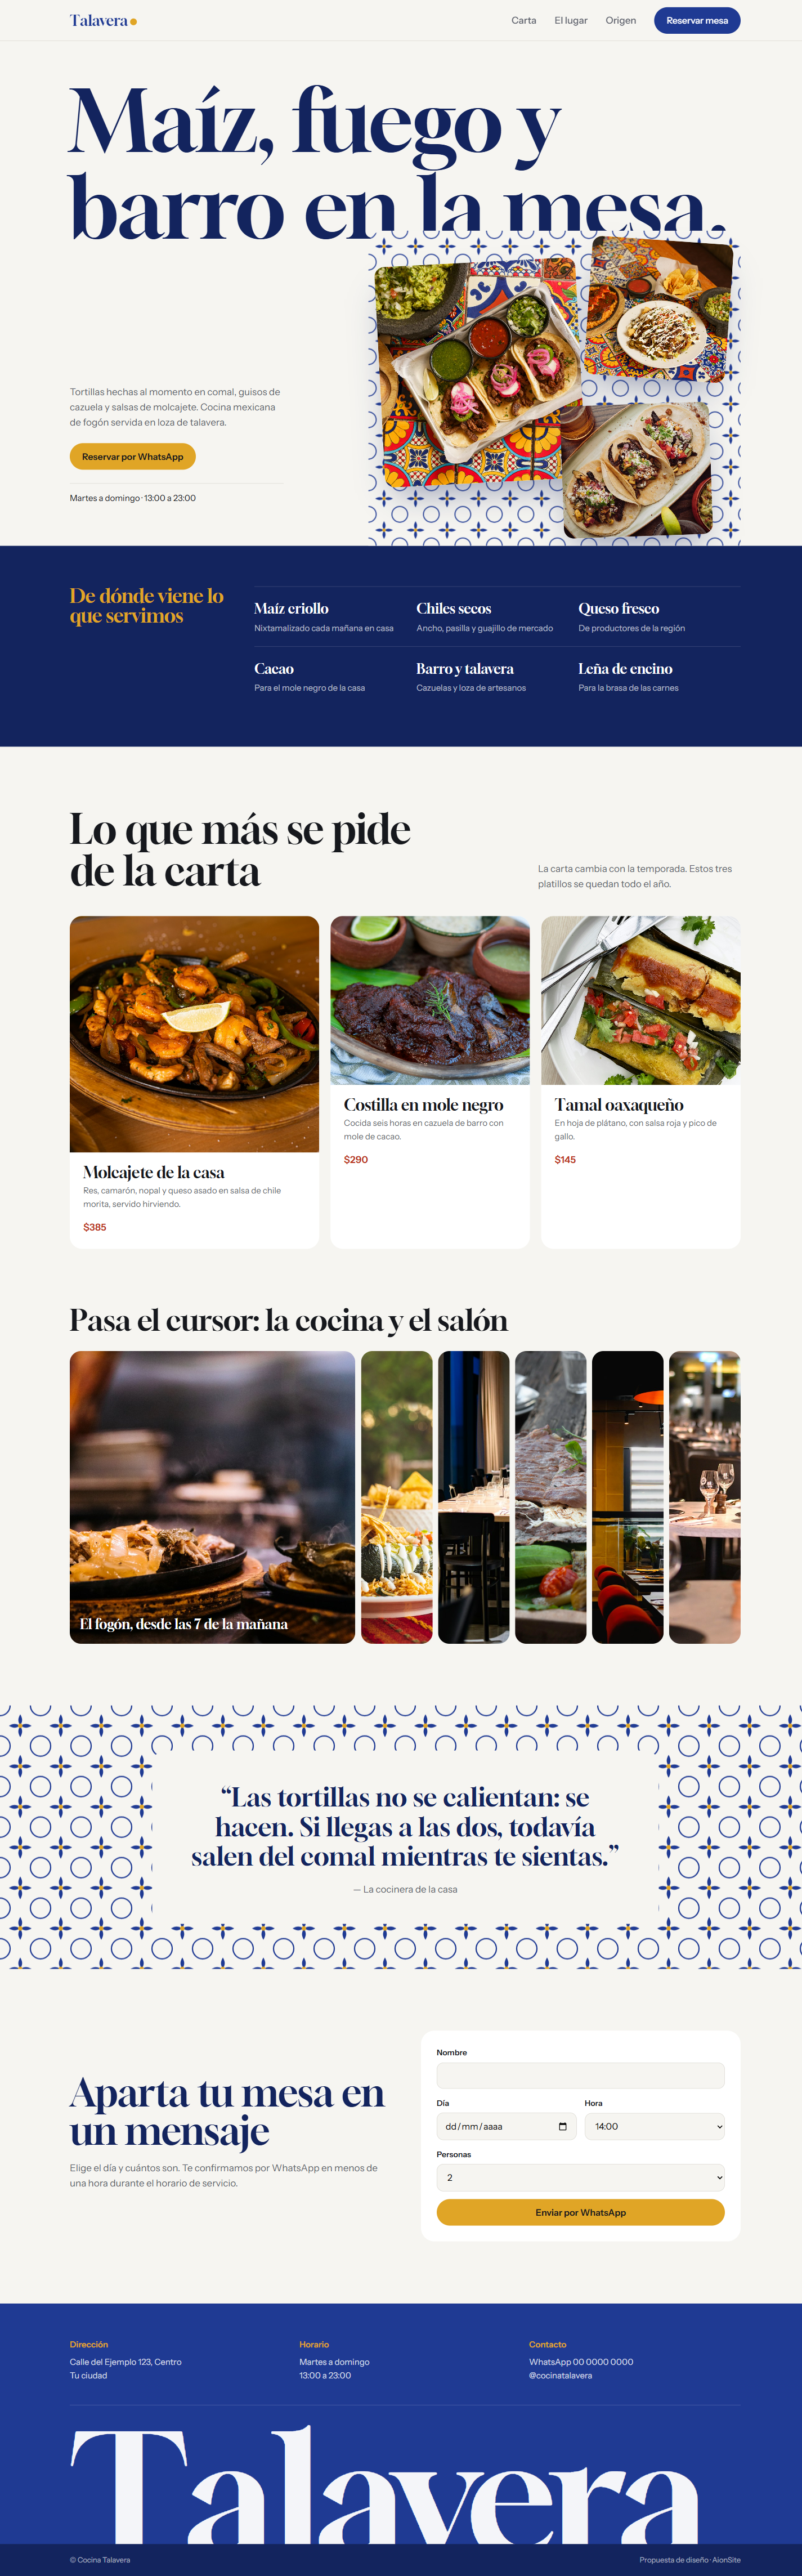 Talavera
Carta
El lugar
Origen
Reservar mesa
Maíz, fuego y
barro en la mesa.
Tortillas hechas al momento en comal, guisos de
cazuela y salsas de molcajete. Cocina mexicana
de fogón servida en loza de talavera.
Reservar por WhatsApp
Martes a domingo · 13:00 a 23:00
De dónde viene lo
que servimos
Maíz criollo
Nixtamalizado cada mañana en casa
Chiles secos
Ancho, pasilla y guajillo de mercado
Queso fresco
De productores de la región
Cacao
Para el mole negro de la casa
Barro y talavera
Cazuelas y loza de artesanos
Leña de encino
Para la brasa de las carnes
Lo que más se pide
de la carta
La carta cambia con la temporada. Estos tres
platillos se quedan todo el año.
Molcajete de la casa
Res, camarón, nopal y queso asado en salsa de chile
morita, servido hirviendo.
$385
Costilla en mole negro
Cocida seis horas en cazuela de barro con
mole de cacao.
$290
Tamal oaxaqueño
En hoja de plátano, con salsa roja y pico de
gallo.
$145
Pasa el cursor: la cocina y el salón
El fogón, desde las 7 de la mañana
“Las tortillas no se calientan: se
hacen. Si llegas a las dos, todavía
salen del comal mientras te sientas.”
— La cocinera de la casa
Aparta tu mesa en
un mensaje
Elige el día y cuántos son. Te confirmamos por WhatsApp en menos de
una hora durante el horario de servicio.
Nombre
Día
Hora
dd/mm/aaaa
14:00
Personas
2
Enviar por WhatsApp
Dirección
Calle del Ejemplo 123, Centro
Tu ciudad
Horario
Martes a domingo
13:00 a 23:00
Contacto
WhatsApp 00 0000 0000
@cocinatalavera
Talavera
© Cocina Talavera
Propuesta de diseño · AionSite